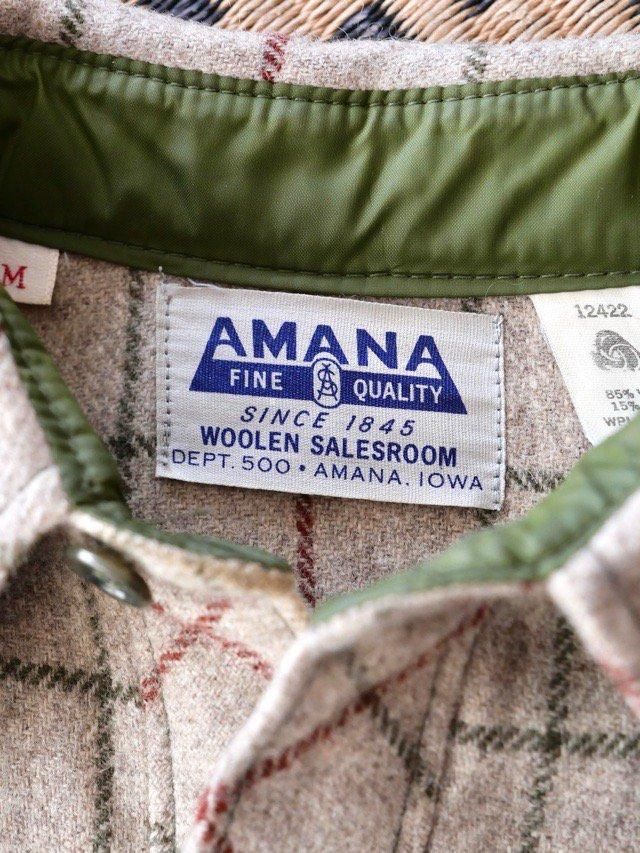 M
AMANA
FINE QUALITY
SINCE 1845
WOOLEN SALESROOM
DEPT. 500 • AMANA, IOWA
12422
85%
15%